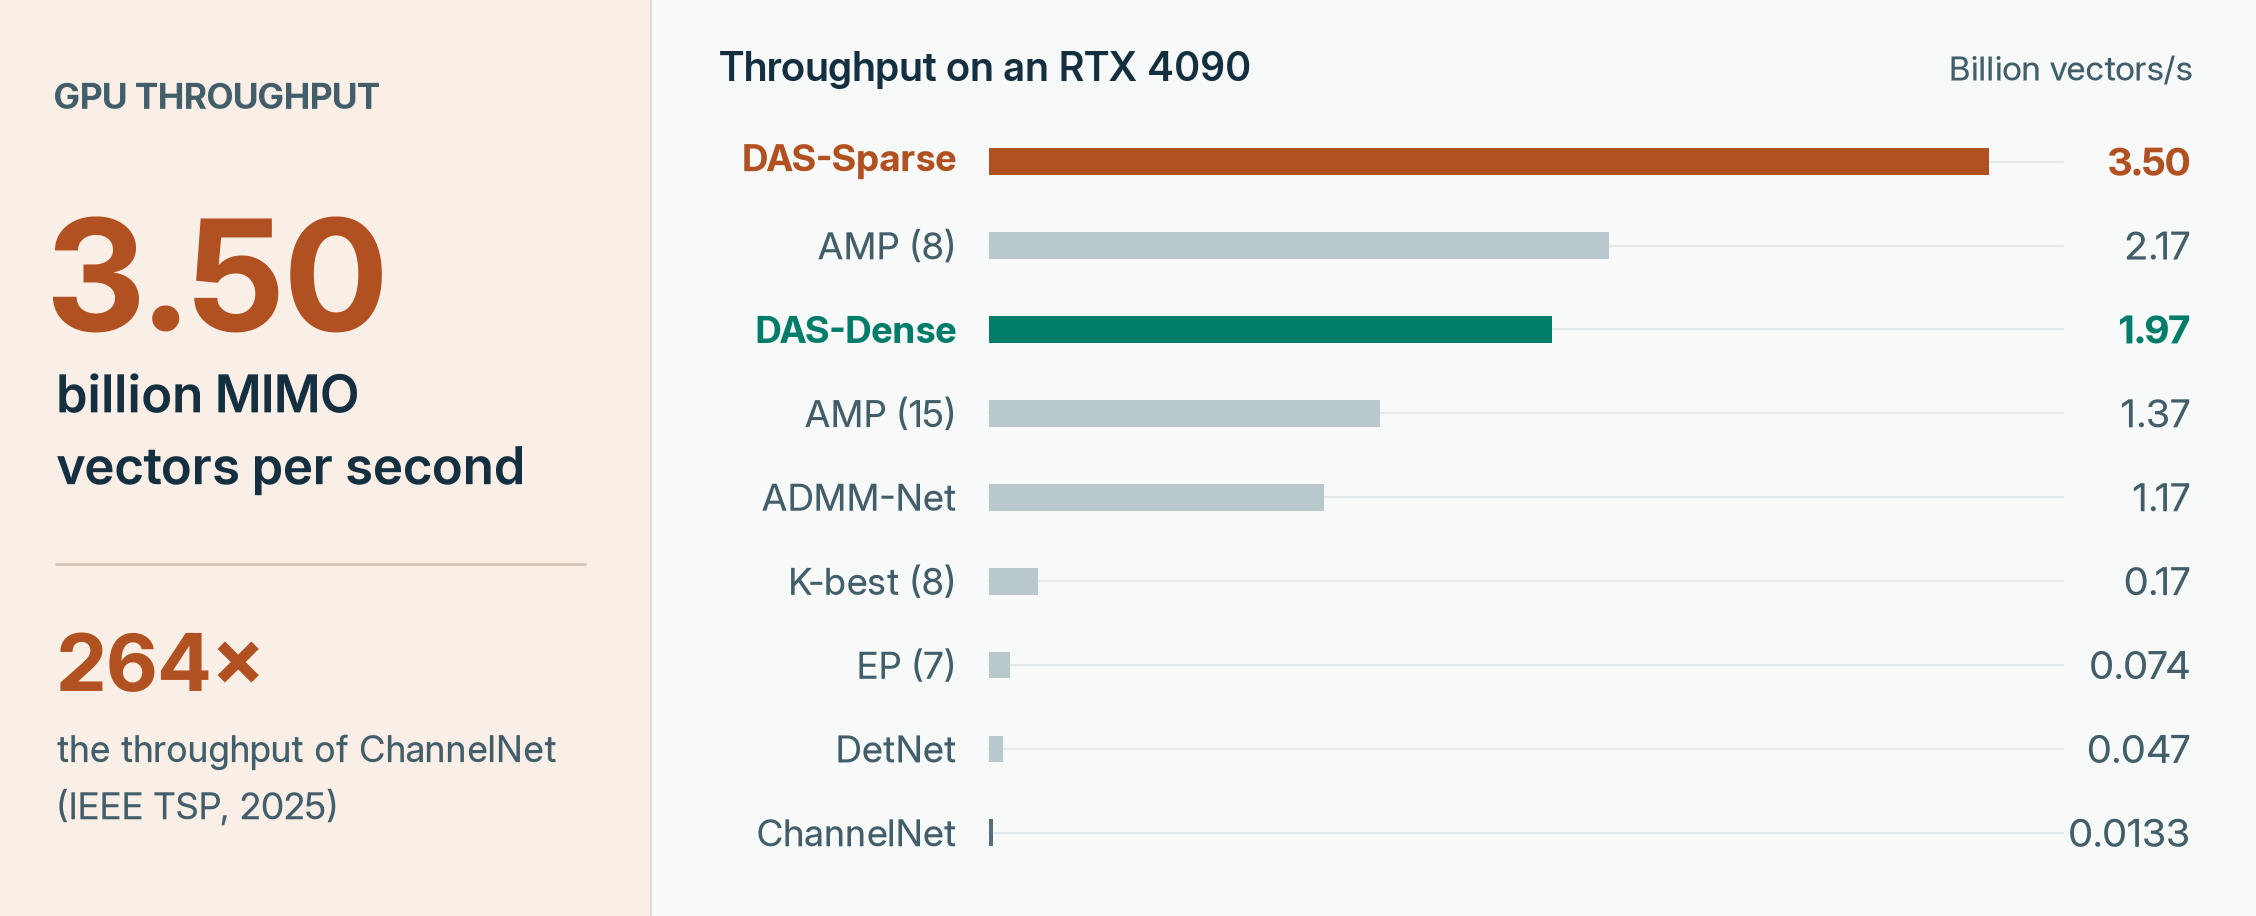 GPU THROUGHPUT
3.50
billion MIMO
vectors per second
264×
the throughput of ChannelNet
(IEEE TSP, 2025)
Throughput on an RTX 4090
Billion vectors/s
DAS-Sparse 3.50
AMP (8) 2.17
DAS-Dense 1.97
AMP (15) 1.37
ADMM-Net 1.17
K-best (8) 0.17
EP (7) 0.074
DetNet 0.047
ChannelNet 0.0133